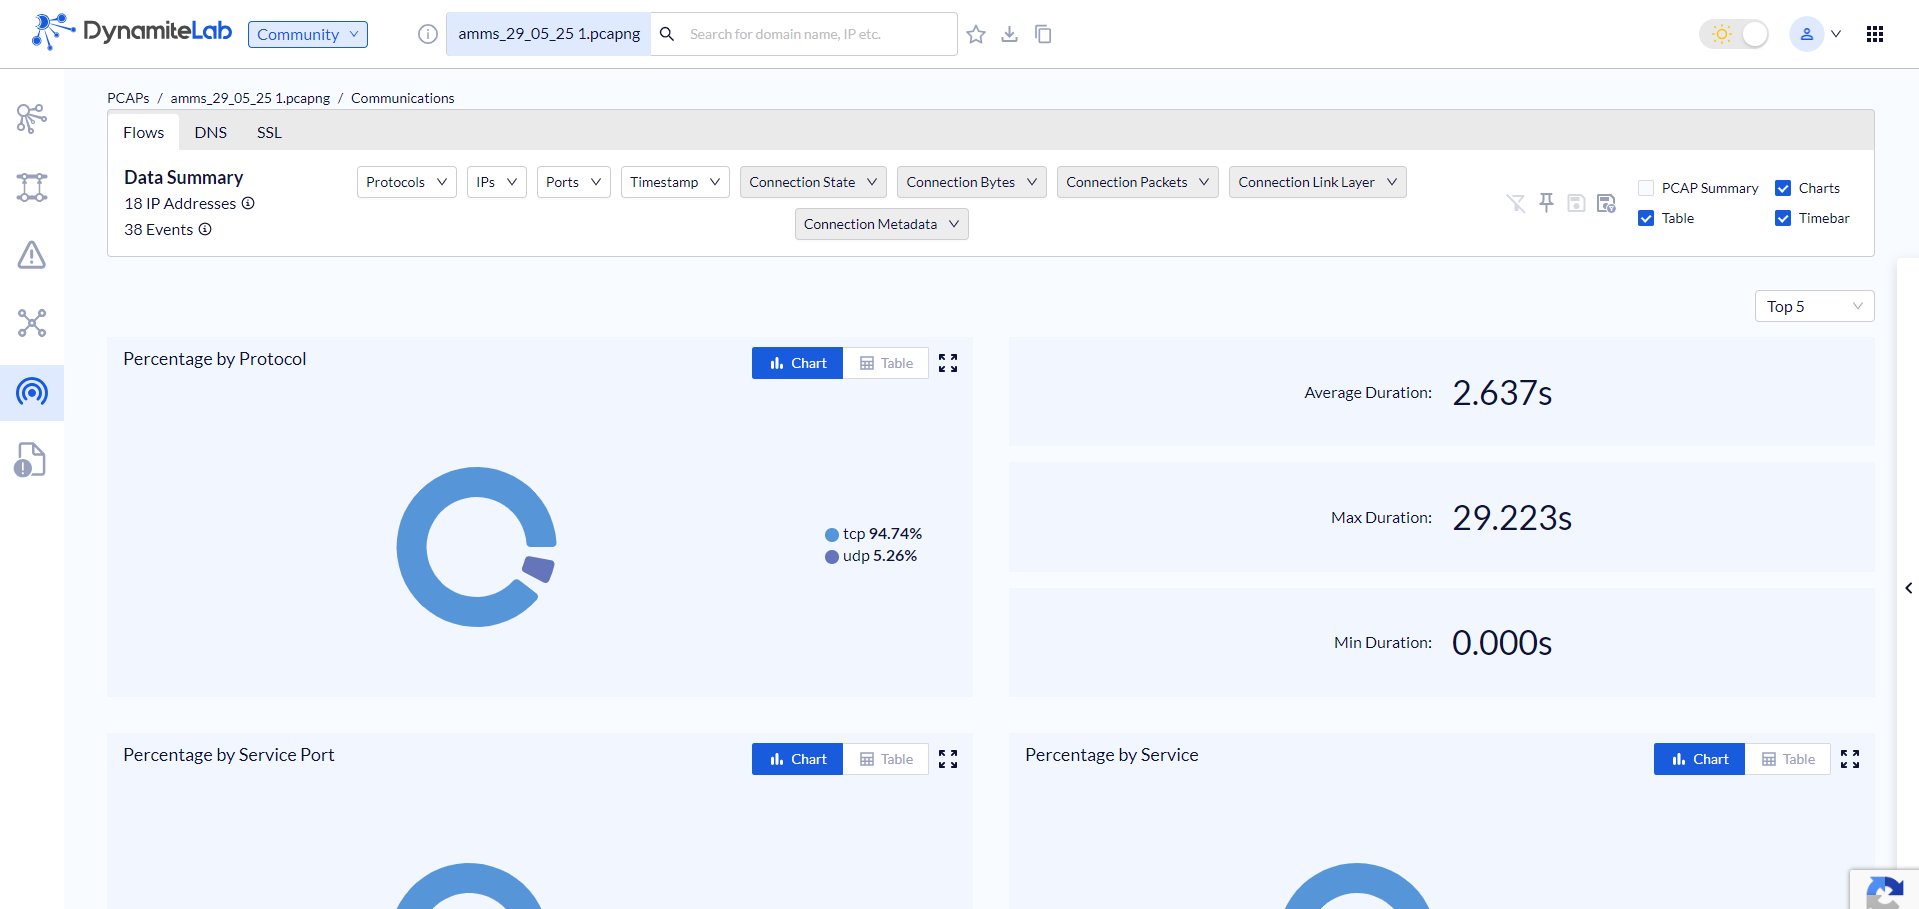 DynamiteLab
Community
amms_29_05_25 1.pcapng
Search for domain name, IP etc.
PCAPs / amms_29_05_25 1.pcapng / Communications
Flows DNS SSL
Data Summary
18 IP Addresses
38 Events
Protocols IPs Ports Timestamp Connection State Connection Bytes Connection Packets Connection Link Layer
Connection Metadata
PCAP Summary Charts
Table Timebar
Top 5
Percentage by Protocol
Chart Table
tcp 94.74%
udp 5.26%
Average Duration: 2.637s
Max Duration: 29.223s
Min Duration: 0.000s
Percentage by Service Port
Chart Table
Percentage by Service
Chart Table